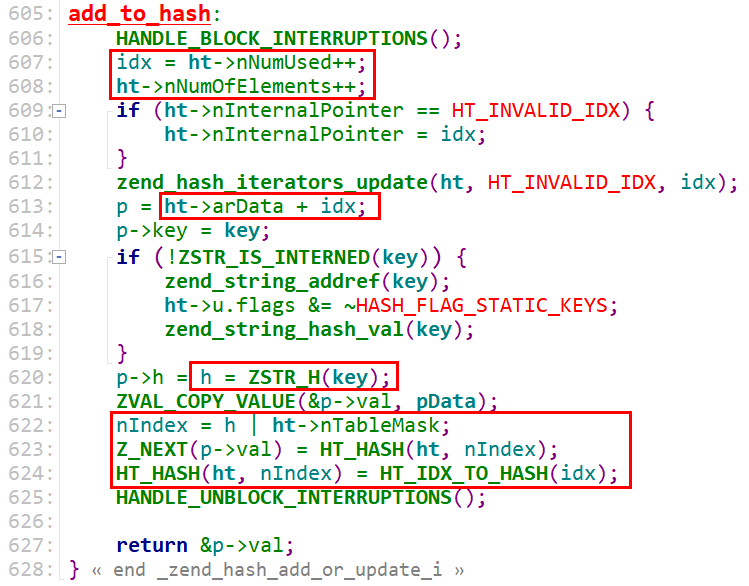 605: add_to_hash:
606: HANDLE_BLOCK_INTERRUPTIONS();
607: idx = ht->nNumUsed++;
608: ht->nNumOfElements++;
609: if (ht->nInternalPointer == HT_INVALID_IDX) {
610: ht->nInternalPointer = idx;
611: }
612: zend_hash_iterators_update(ht, HT_INVALID_IDX, idx);
613: p = ht->arData + idx;
614: p->key = key;
615: if (!ZSTR_IS_INTERNED(key)) {
616: zend_string_addref(key);
617: ht->u.flags &= ~HASH_FLAG_STATIC_KEYS;
618: zend_string_hash_val(key);
619: }
620: p->h = h = ZSTR_H(key);
621: ZVAL_COPY_VALUE(&p->val, pData);
622: nIndex = h | ht->nTableMask;
623: Z_NEXT(p->val) = HT_HASH(ht, nIndex);
624: HT_HASH(ht, nIndex) = HT_IDX_TO_HASH(idx);
625: HANDLE_UNBLOCK_INTERRUPTIONS();
626:
627: return &p->val;
628: } « end _zend_hash_add_or_update_i »